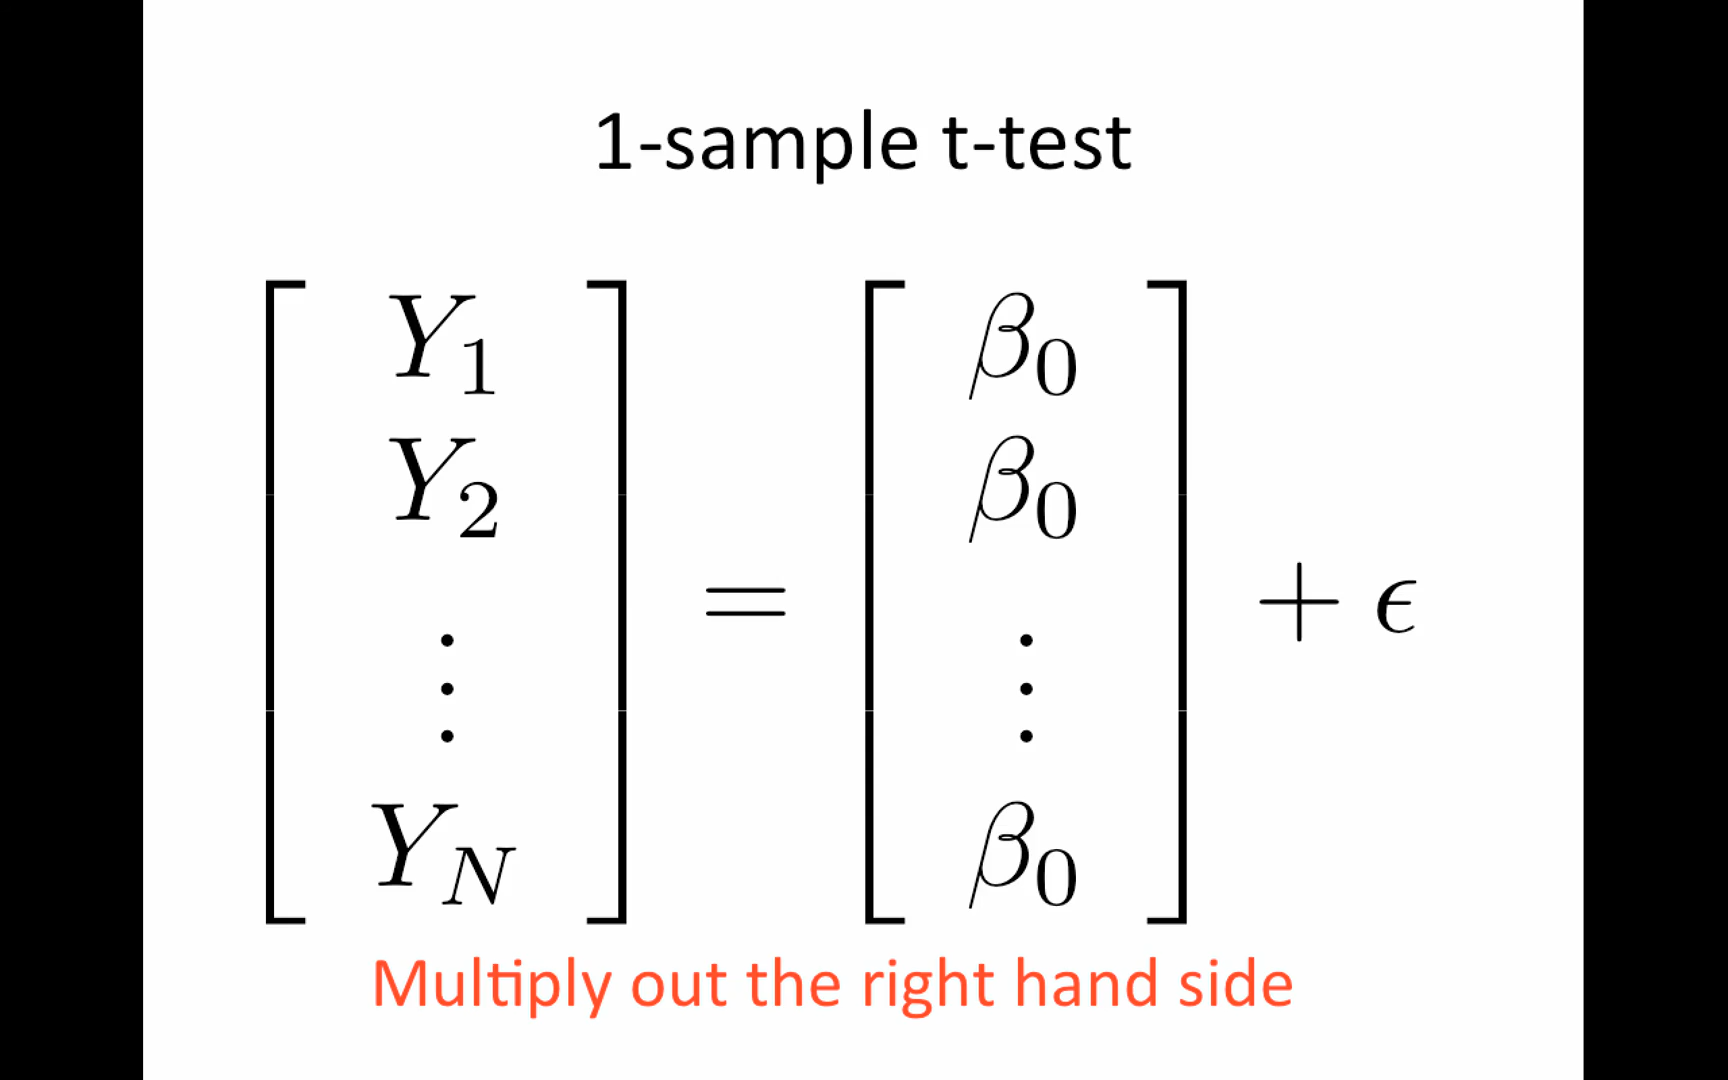 1-sample t-test
Y1 β0
Y2 β0
= + ϵ
⋮ ⋮
YN β0
Multiply out the right hand side